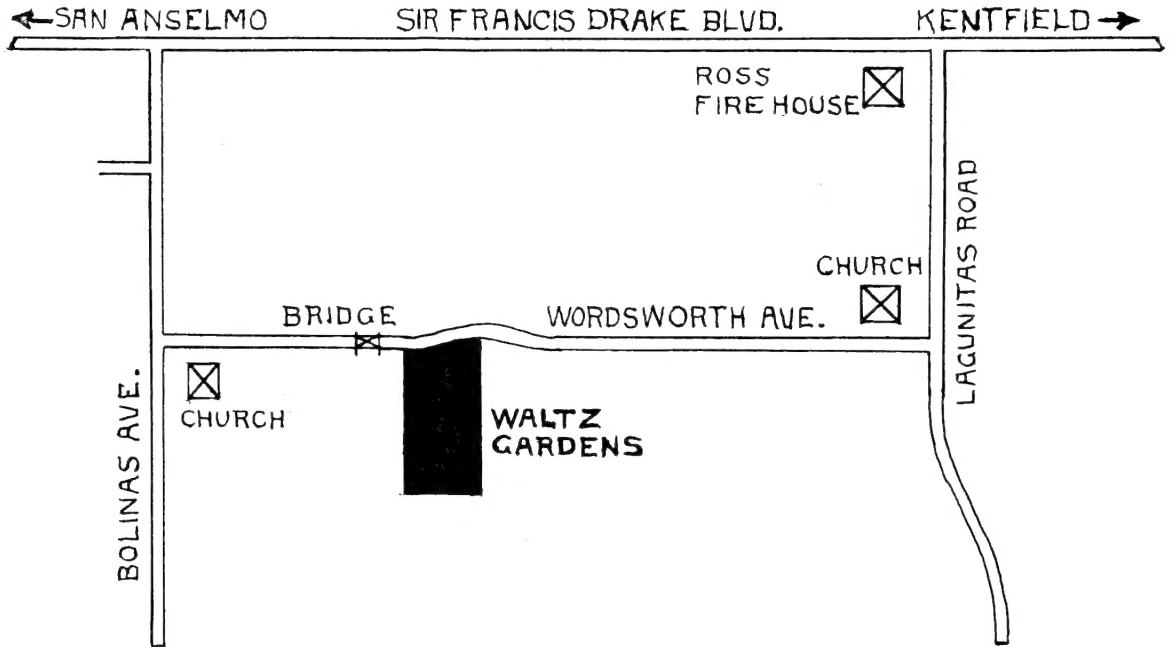 SAN ANSELMO
SIR FRANCIS DRAKE BLVD.
KENTFIELD
ROSS
FIRE HOUSE
LAGUNITAS ROAD
CHURCH
BRIDGE
WORDSWORTH AVE.
CHURCH
WALTZ
GARDENS
BOLINAS AVE.